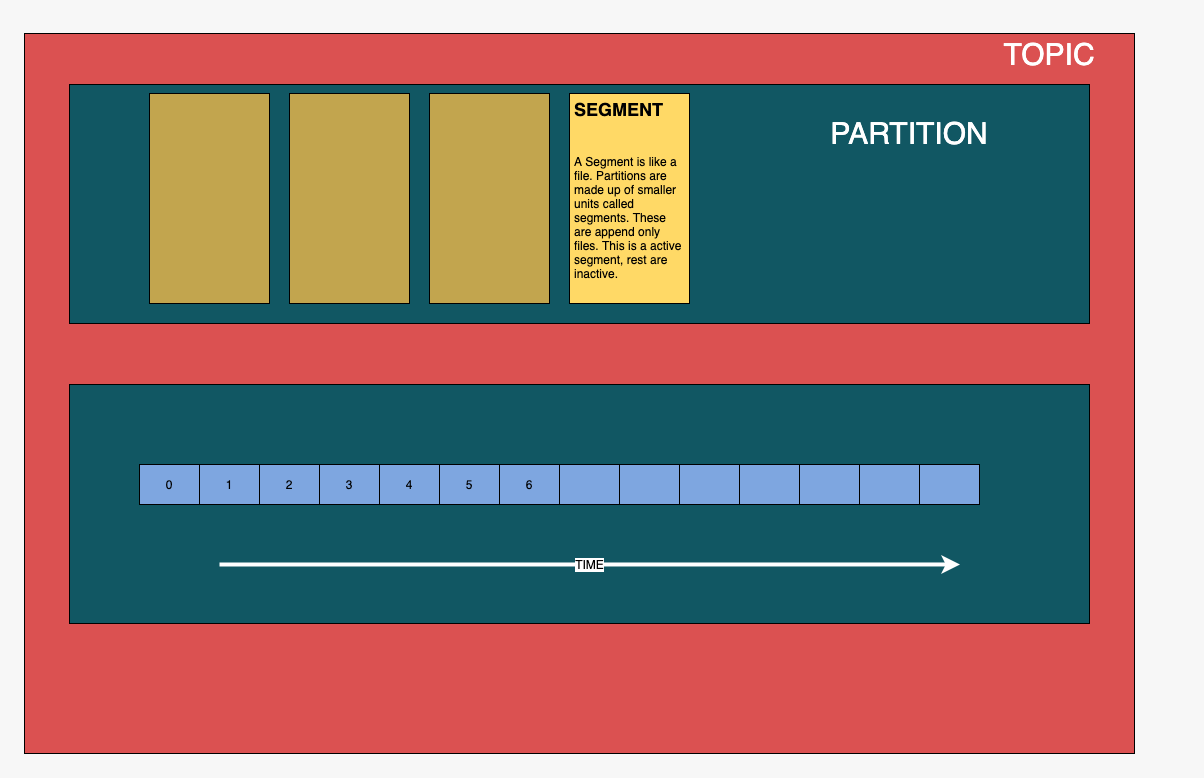 TOPIC
PARTITION
SEGMENT
A Segment is like a
file. Partitions are
made up of smaller
units called
segments. These
are append only
files. This is a active
segment, rest are
inactive.
0 1 2 3 4 5 6
TIME